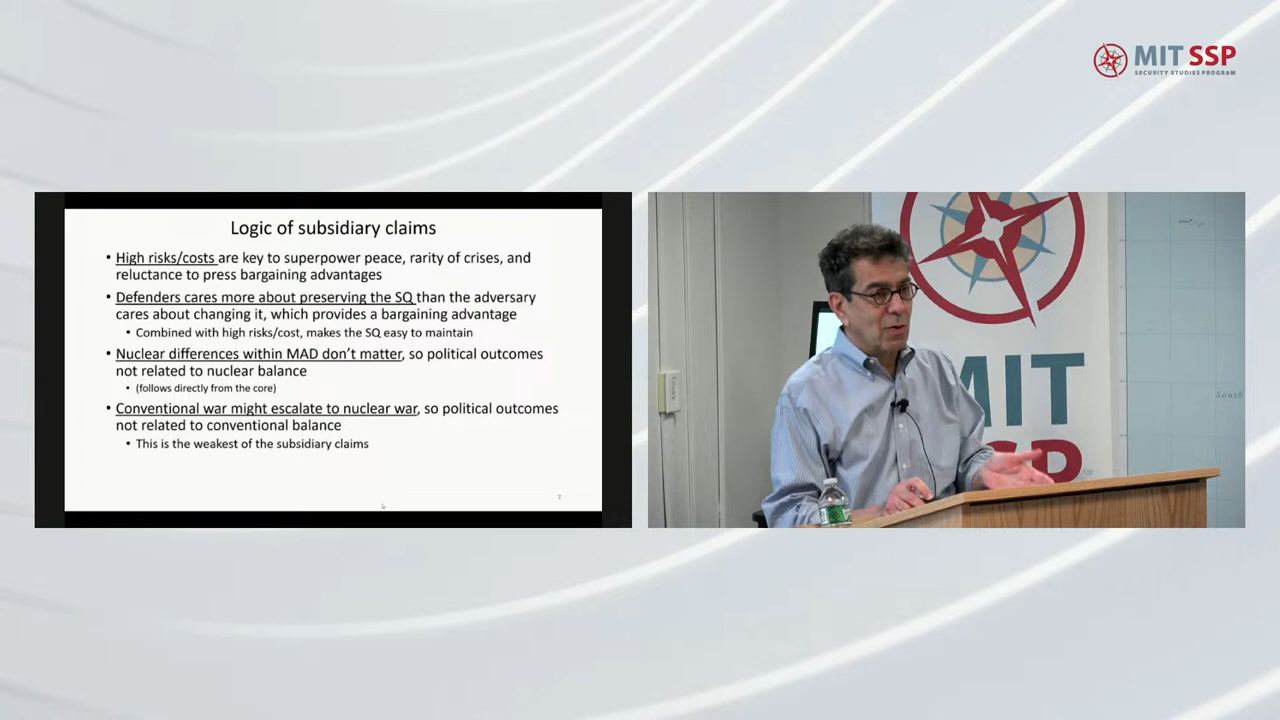 MIT SSP
SECURITY STUDIES PROGRAM
Logic of subsidiary claims
• High risks/costs are key to superpower peace, rarity of crises, and
reluctance to press bargaining advantages
• Defenders cares more about preserving the SQ than the adversary
cares about changing it, which provides a bargaining advantage
• Combined with high risks/cost, makes the SQ easy to maintain
• Nuclear differences within MAD don't matter, so political outcomes
not related to nuclear balance
• (follows directly from the core)
• Conventional war might escalate to nuclear war, so political outcomes
not related to conventional balance
• This is the weakest of the subsidiary claims
7
MIT
SSP
South